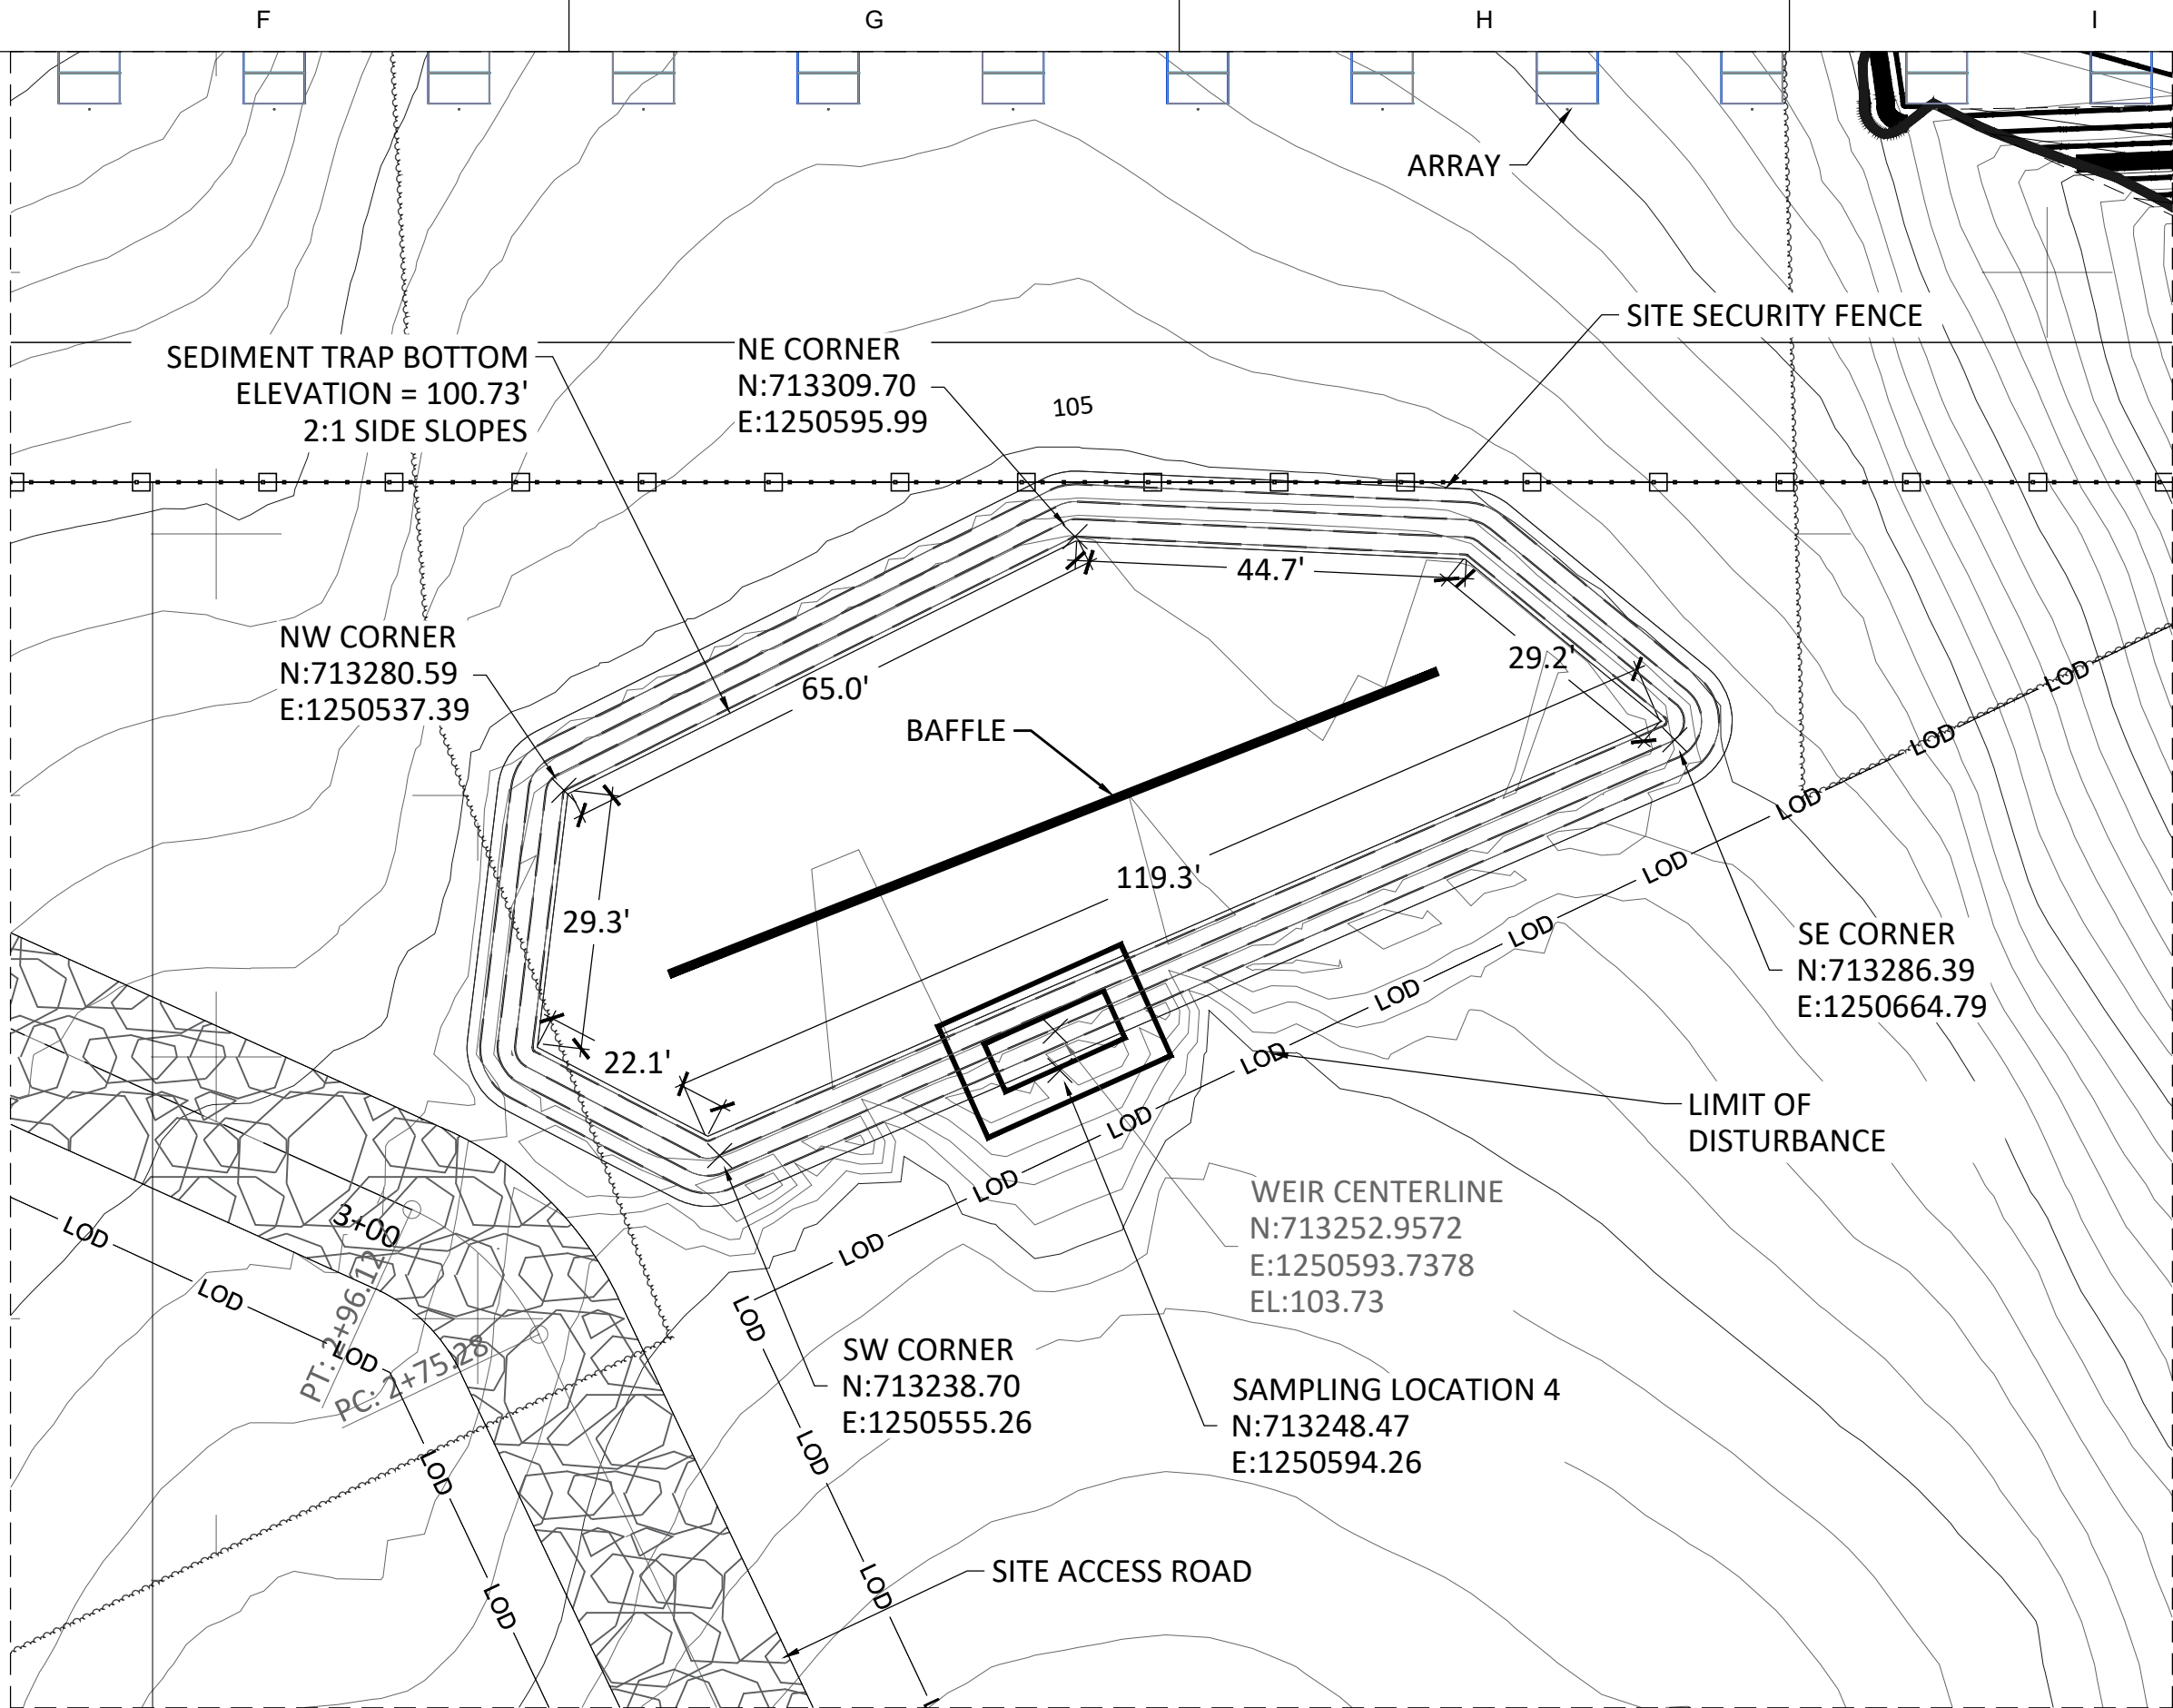 F
G
H
I
ARRAY
SITE SECURITY FENCE
SEDIMENT TRAP BOTTOM
ELEVATION = 100.73'
2:1 SIDE SLOPES
NE CORNER
N:713309.70
E:1250595.99
105
44.7'
NW CORNER
N:713280.59
E:1250537.39
29.2'
65.0'
BAFFLE
LOD
LOD
LOD
LOD
119.3'
29.3'
LOD
SE CORNER
N:713286.39
E:1250664.79
LOD
LOD
22.1'
LOD
LIMIT OF
DISTURBANCE
LOD
WEIR CENTERLINE
N:713252.9572
E:1250593.7378
EL:103.73
LOD
3+00
LOD
LOD
PT: 2+96.12
LOD
PC: 2+75.28
LOD
SW CORNER
N:713238.70
E:1250555.26
SAMPLING LOCATION 4
N:713248.47
E:1250594.26
LOD
LOD
LOD
SITE ACCESS ROAD
LOD
LOD